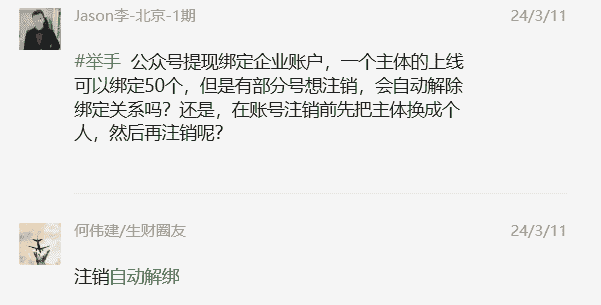 Jason李-北京-1期 24/3/11
#举手 公众号提现绑定企业账户，一个主体的上线
可以绑定50个，但是有部分号想注销，会自动解除
绑定关系吗？还是，在账号注销前先把主体换成个
人，然后再注销呢？
何伟建/生财圈友 24/3/11
注销自动解绑